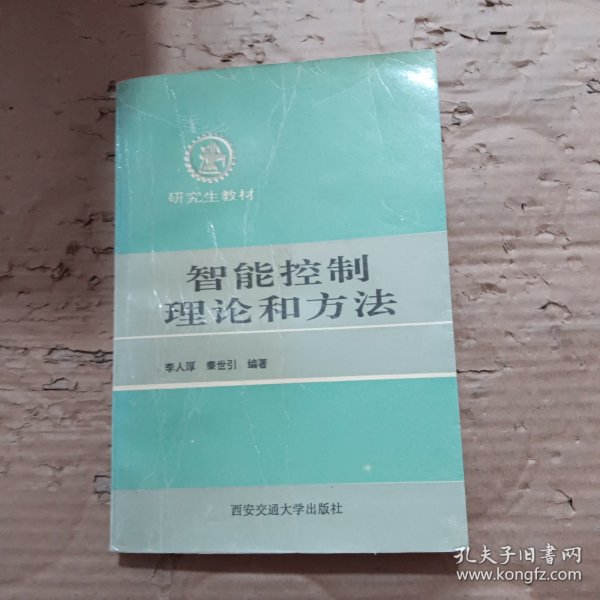 研究生教材
智能控制
理论和方法
李人厚 秦世引 编著
西安交通大学出版社
孔夫子旧书网
www.kongfz.com